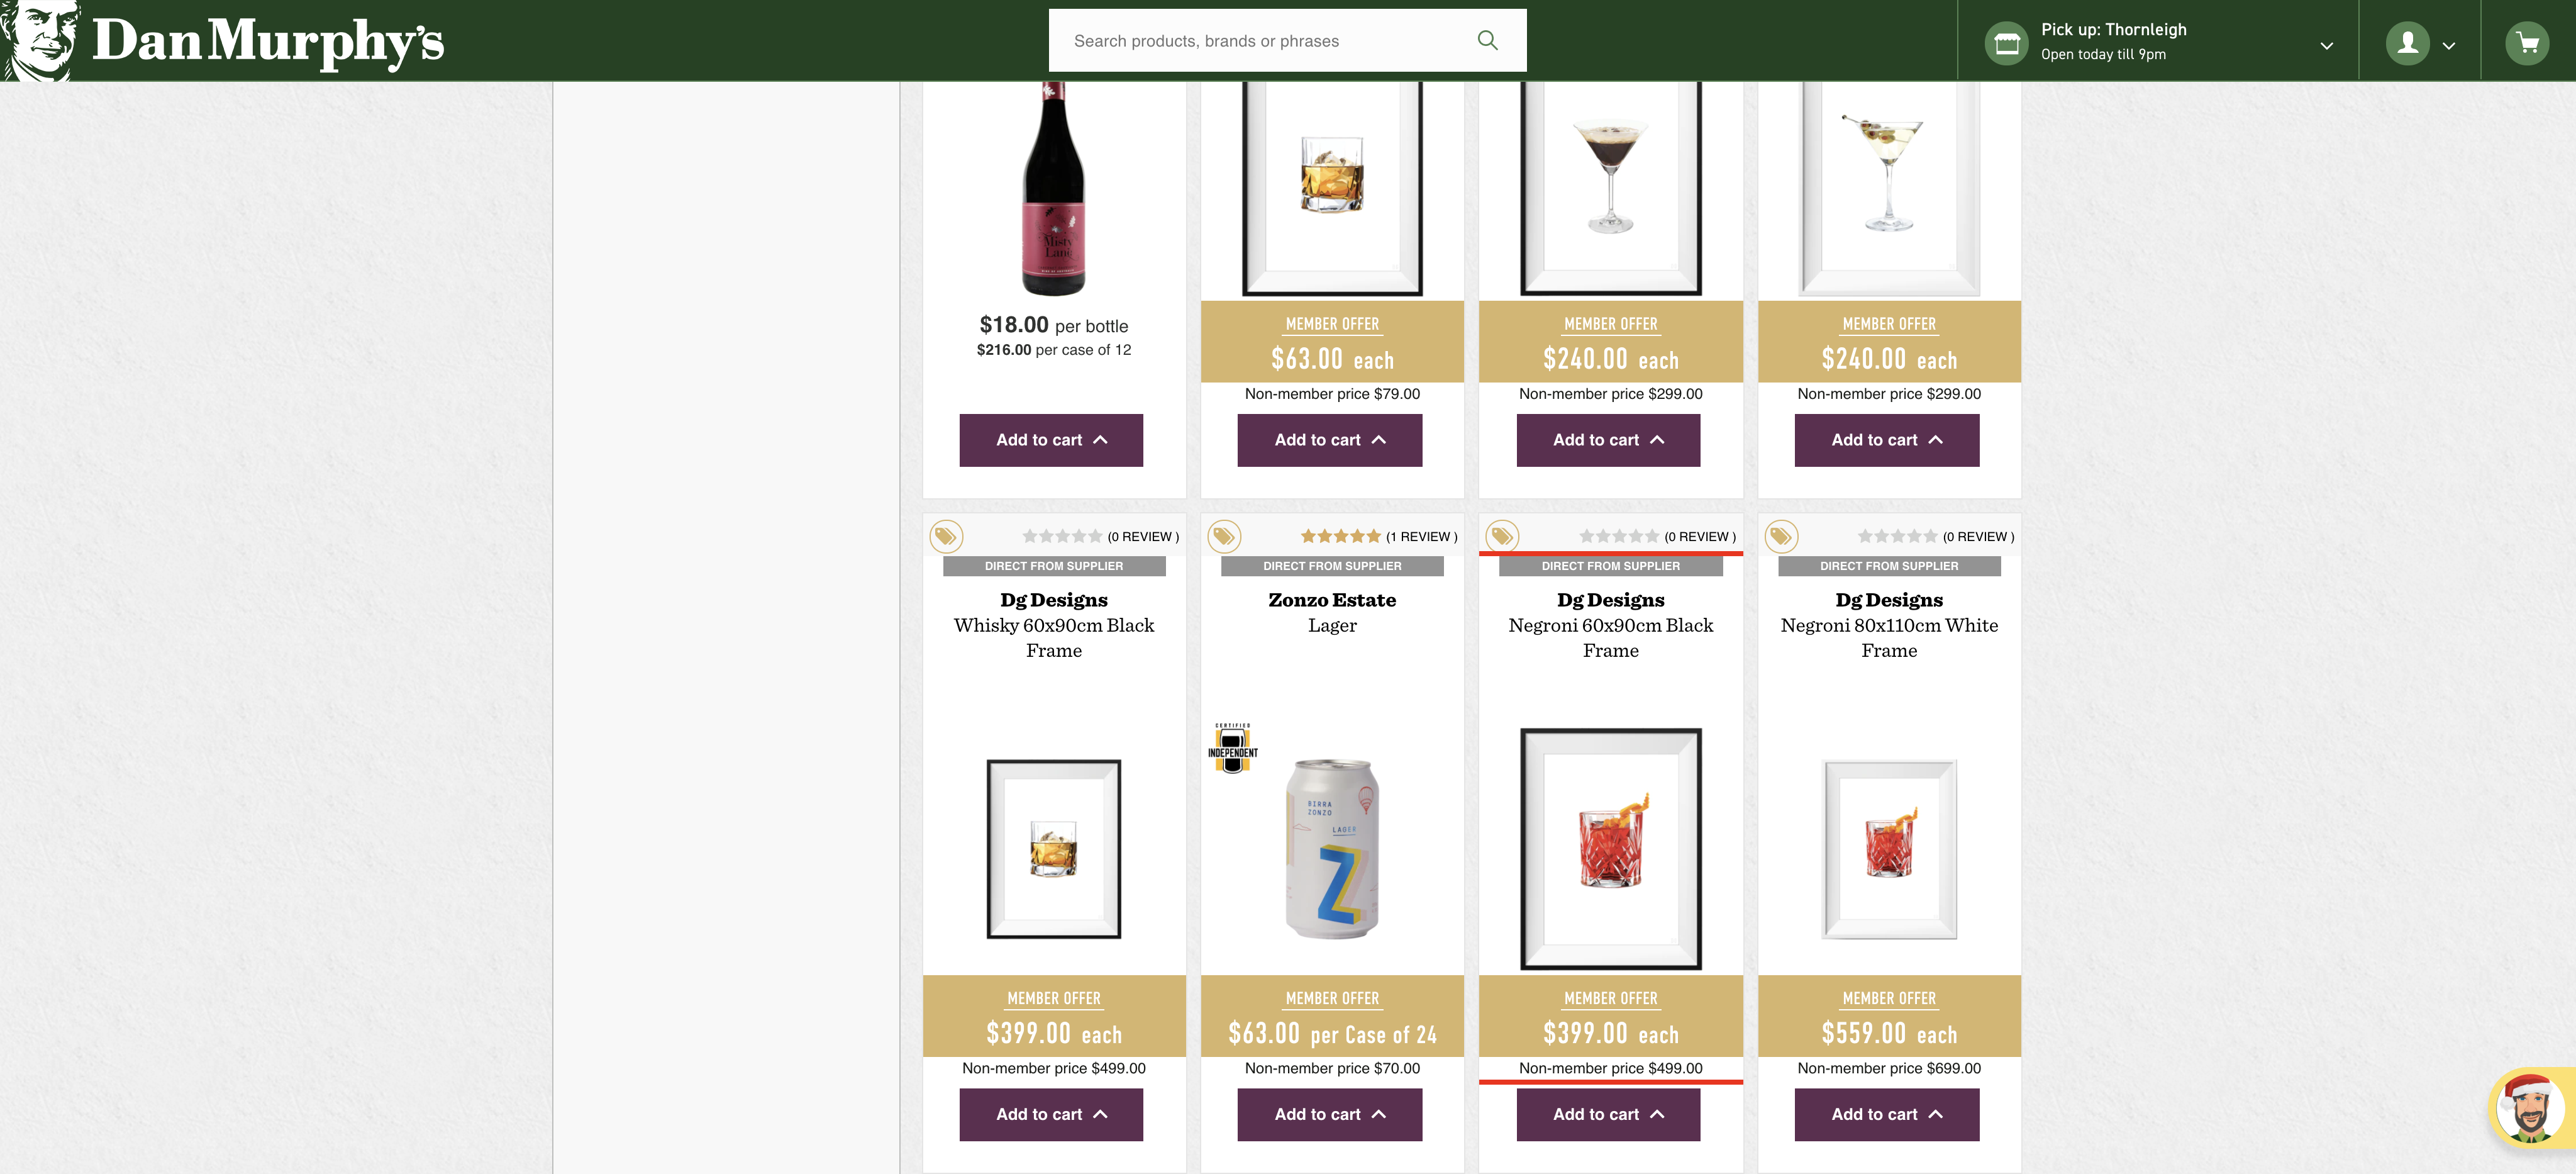 Dan Murphy's
Search products, brands or phrases
Pick up: Thornleigh
Open today till 9pm
Misty
Lane
$18.00 per bottle
$216.00 per case of 12
Add to cart
MEMBER OFFER
$63.00 each
Non-member price $79.00
Add to cart
MEMBER OFFER
$240.00 each
Non-member price $299.00
Add to cart
MEMBER OFFER
$240.00 each
Non-member price $299.00
Add to cart
(0 REVIEW )
DIRECT FROM SUPPLIER
Dg Designs
Whisky 60x90cm Black
Frame
MEMBER OFFER
$399.00 each
Non-member price $499.00
Add to cart
(1 REVIEW )
DIRECT FROM SUPPLIER
Zonzo Estate
Lager
CERTIFIED
INDEPENDENT
BIRRA
ZONZO
LAGER
Z
MEMBER OFFER
$63.00 per Case of 24
Non-member price $70.00
Add to cart
(0 REVIEW )
DIRECT FROM SUPPLIER
Dg Designs
Negroni 60x90cm Black
Frame
MEMBER OFFER
$399.00 each
Non-member price $499.00
Add to cart
(0 REVIEW )
DIRECT FROM SUPPLIER
Dg Designs
Negroni 80x110cm White
Frame
MEMBER OFFER
$559.00 each
Non-member price $699.00
Add to cart